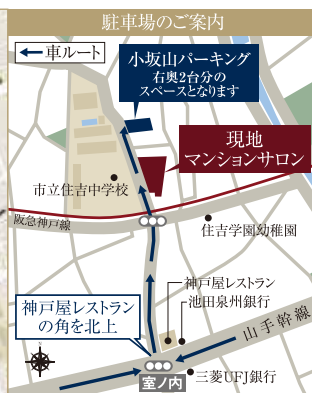 駐車場のご案内
車ルート
小坂山パーキング
右奥2台分の
スペースとなります
現地
マンションサロン
市立住吉中学校
阪急神戸線
住吉学園幼稚園
神戸屋レストラン
池田泉州銀行
神戸屋レストラン
の角を北上
山手幹線
室ノ内
三菱UFJ銀行